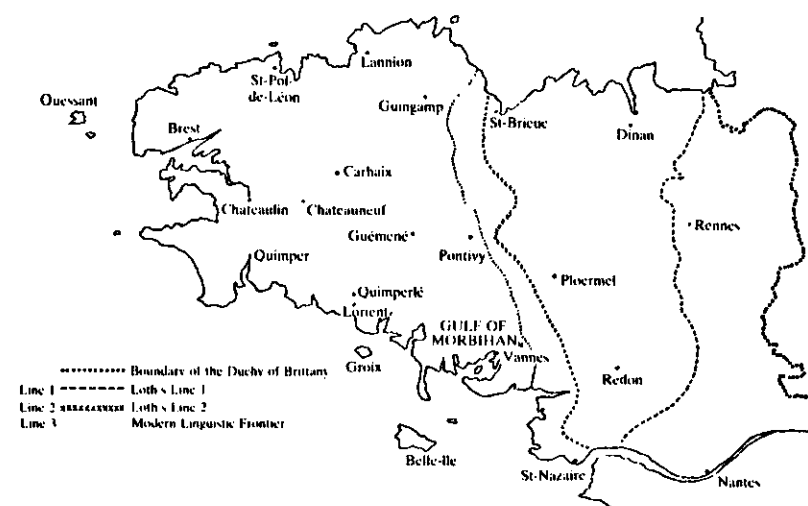 Lannion
St-Pol-
de-Léon
Ouessant
Guingamp
St-Brieuc
Dinan
Brest
Carhaix
Chateaulin
Chateauneuf
Rennes
Guémené
Pontivy
Quimper
Ploermel
Quimperlé
Lorient
GULF OF
MORBIHAN
Vannes
Groix
Redon
Boundary of the Duchy of Brittany
Line 1 Loth's Line 1
Line 2 Loth's Line 2
Line 3 Modern Linguistic Frontier
Belle-Ile
St-Nazaire
Nantes